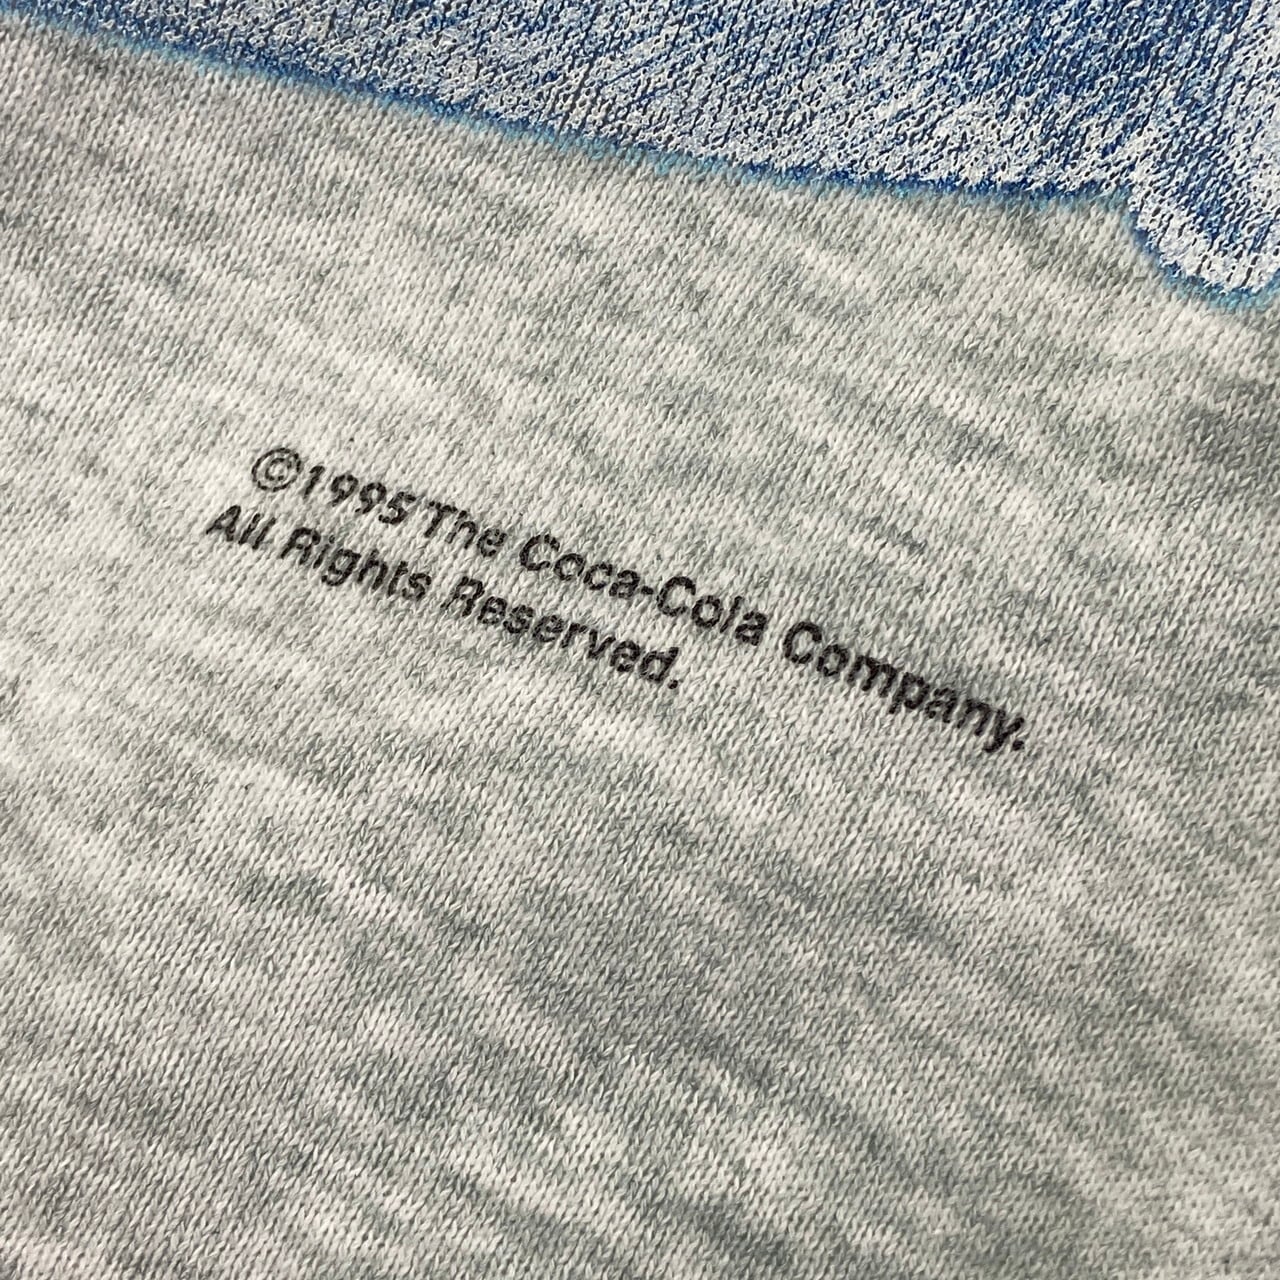 ©1995 The Coca-Cola Company.
All Rights Reserved.